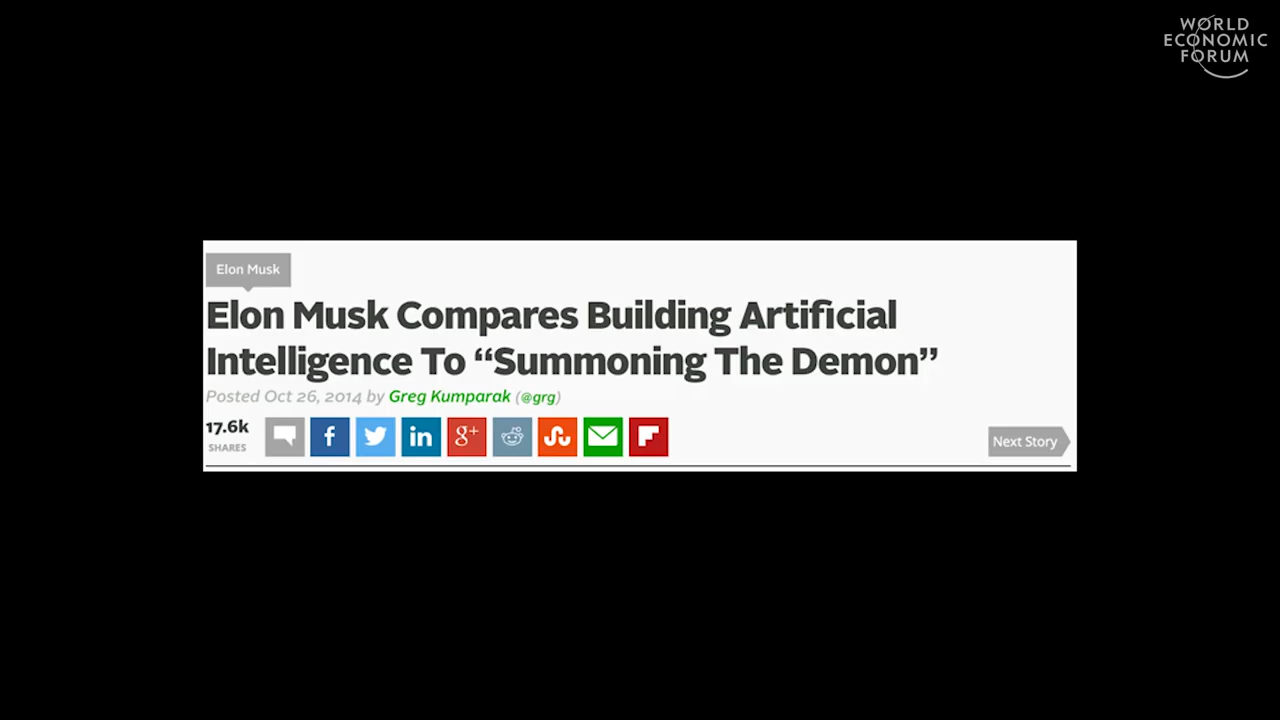 WORLD
ECONOMIC
FORUM
Elon Musk
Elon Musk Compares Building Artificial
Intelligence To “Summoning The Demon”
Posted Oct 26, 2014 by Greg Kumparak (@grg)
17.6k
SHARES
f
in
g+
Next Story